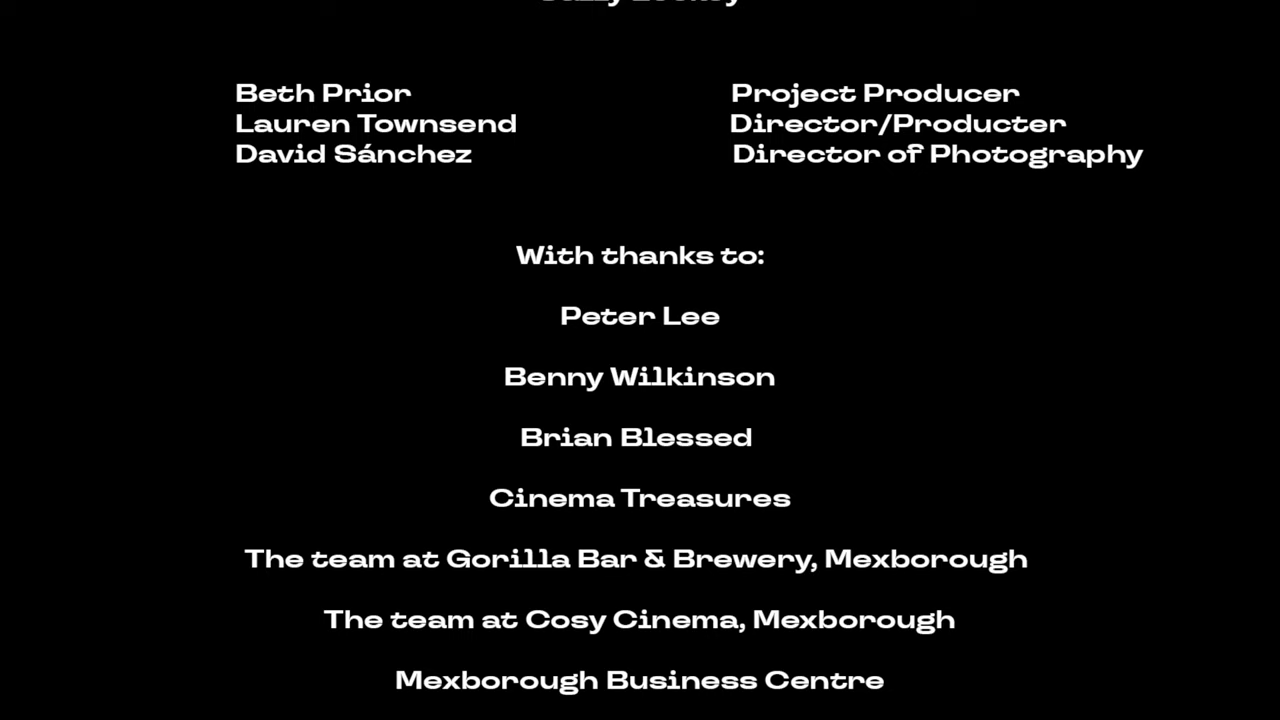 Beth Prior Project Producer
Lauren Townsend Director/Producter
David Sánchez Director of Photography
With thanks to:
Peter Lee
Benny Wilkinson
Brian Blessed
Cinema Treasures
The team at Gorilla Bar & Brewery, Mexborough
The team at Cosy Cinema, Mexborough
Mexborough Business Centre